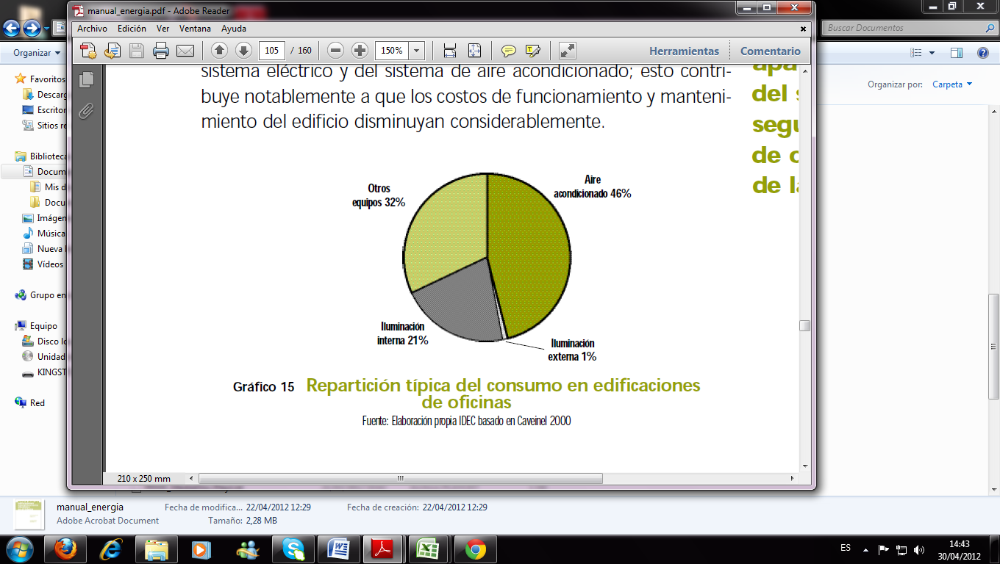 manual_energia.pdf - Adobe Reader
Archivo Edición Ver Ventana Ayuda
105 / 160 150% Herramientas Comentario
Buscar Documentos
Organizar
Organizar por: Carpeta
Favoritos
Descarg
Escritor
Sitios re
Biblioteca
Docum
Mis d
Docu
Imágen
Música
Nueva
Vídeos
Grupo en
Equipo
Disco lo
Unidad
KINGST
Red
sistema eléctrico y del sistema de aire acondicionado; esto contri-
buye notablemente a que los costos de funcionamiento y manteni-
miento del edificio disminuyan considerablemente.
apa
del s
segu
de o
de la
Otros
equipos 32%
Aire
acondicionado 46%
Iluminación
interna 21%
Iluminación
externa 1%
Gráfico 15 Repartición típica del consumo en edificaciones
de oficinas
Fuente: Elaboración propia IDEC basado en Caveinel 2000
210 x 250 mm
manual_energia Fecha de modifica... 22/04/2012 12:29 Fecha de creación: 22/04/2012 12:29
Adobe Acrobat Document Tamaño: 2,28 MB
ES
14:43
30/04/2012